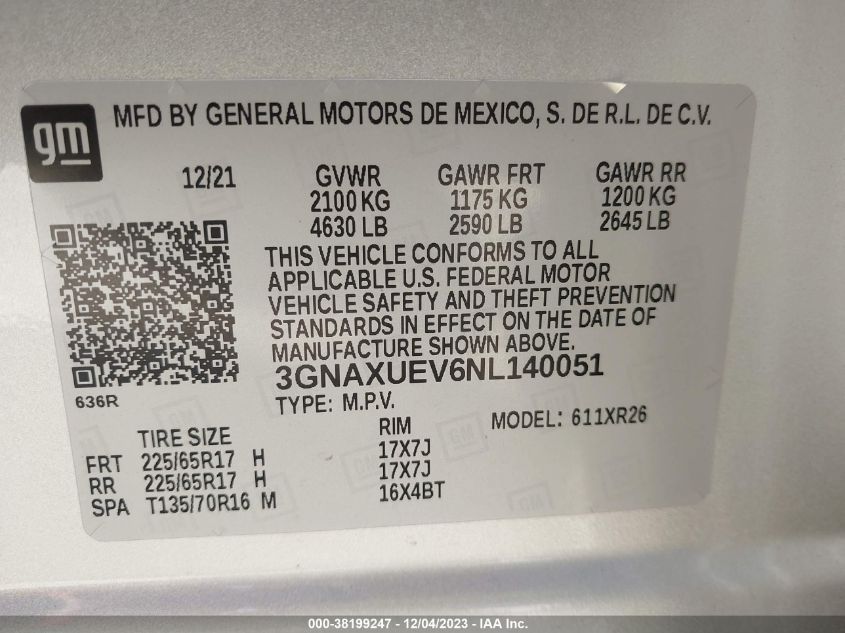 gm
MFD BY GENERAL MOTORS DE MEXICO, S. DE R.L. DE C.V.
12/21 GVWR GAWR FRT GAWR RR
2100 KG 1175 KG 1200 KG
4630 LB 2590 LB 2645 LB
THIS VEHICLE CONFORMS TO ALL
APPLICABLE U.S. FEDERAL MOTOR
VEHICLE SAFETY AND THEFT PREVENTION
STANDARDS IN EFFECT ON THE DATE OF
MANUFACTURE SHOWN ABOVE.
3GNAXUEV6NL140051
636R
TYPE: M.P.V.
MODEL: 611XR26
TIRE SIZE RIM
FRT 225/65R17 H 17X7J
RR 225/65R17 H 17X7J
SPA T135/70R16 M 16X4BT
000-38199247 - 12/04/2023 - IAA Inc.